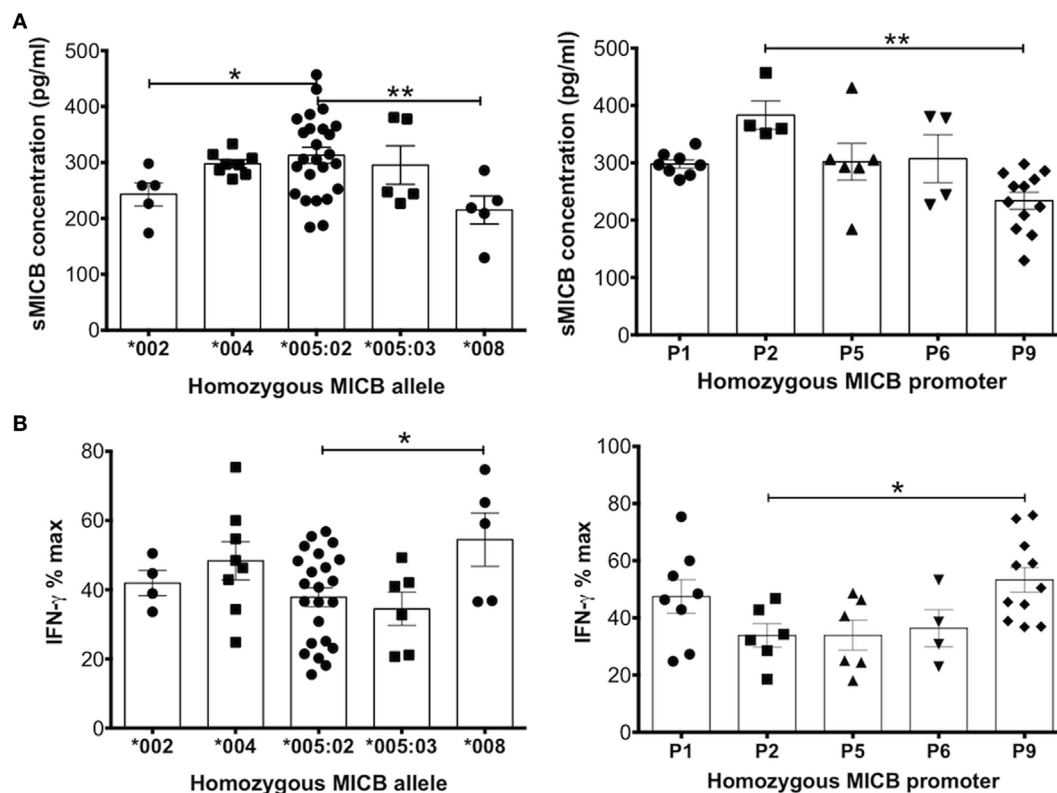 A
sMICB concentration (pg/ml)
500
400
300
200
100
0
*
**
*002 *004 *005:02 *005:03 *008
Homozygous MICB allele
sMICB concentration (pg/ml)
500
400
300
200
100
0
**
P1 P2 P5 P6 P9
Homozygous MICB promoter
B
IFN-γ % max
80
60
40
20
0
*
*002 *004 *005:02 *005:03 *008
Homozygous MICB allele
IFN-γ % max
100
80
60
40
20
0
*
P1 P2 P5 P6 P9
Homozygous MICB promoter